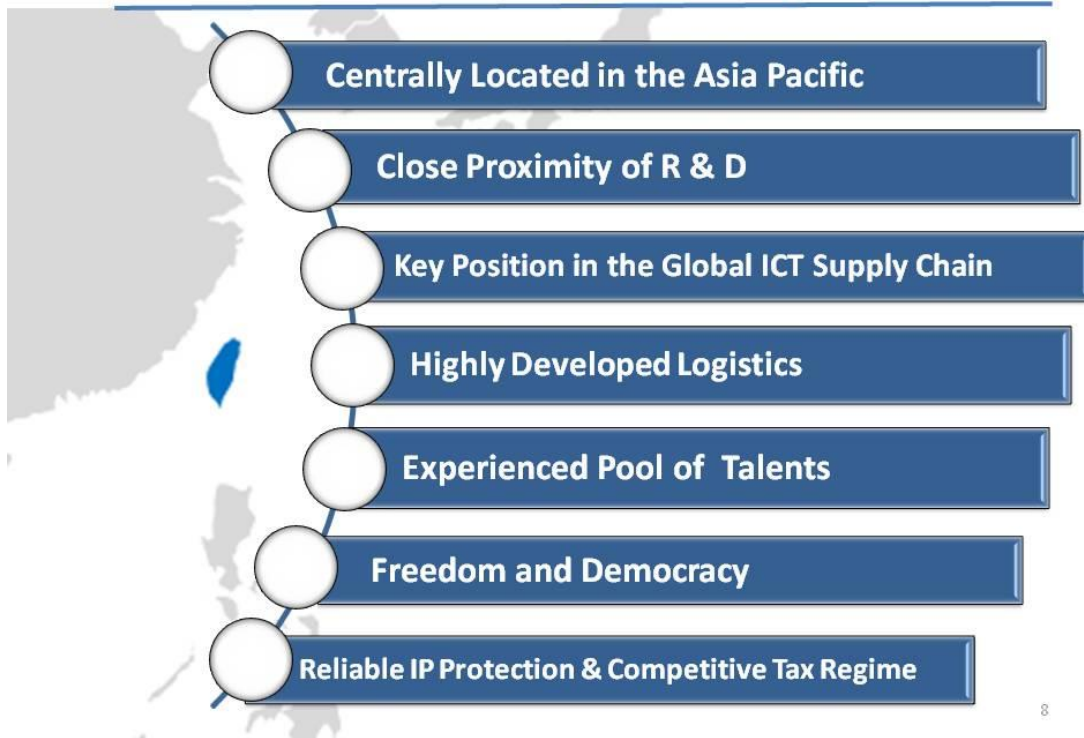 Centrally Located in the Asia Pacific
Close Proximity of R & D
Key Position in the Global ICT Supply Chain
Highly Developed Logistics
Experienced Pool of Talents
Freedom and Democracy
Reliable IP Protection & Competitive Tax Regime
8